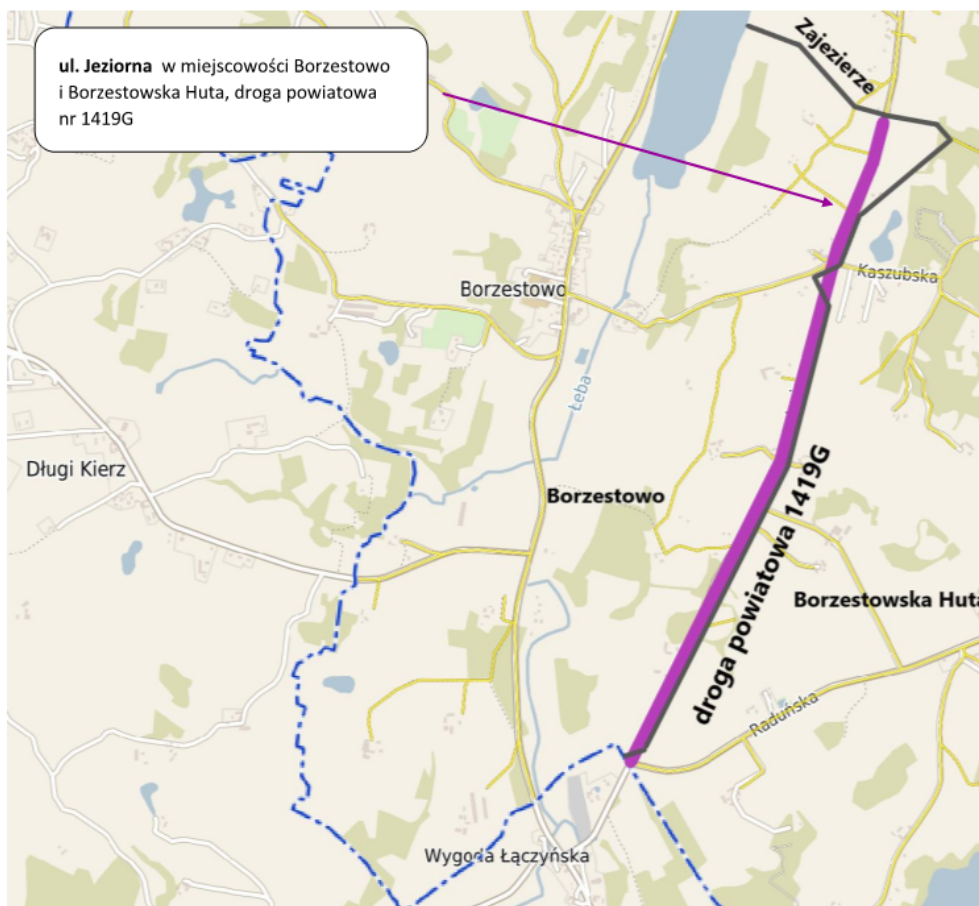 ul. Jeziorna w miejscowości Borzestowo
i Borzestowska Huta, droga powiatowa
nr 1419G
Zajezierze
Kaszubska
Borzestowo
Łeba
Długi Kierz
Borzestowo
droga powiatowa 1419G
Borzestowska Huta
Raduńska
Wygoda Łączyńska